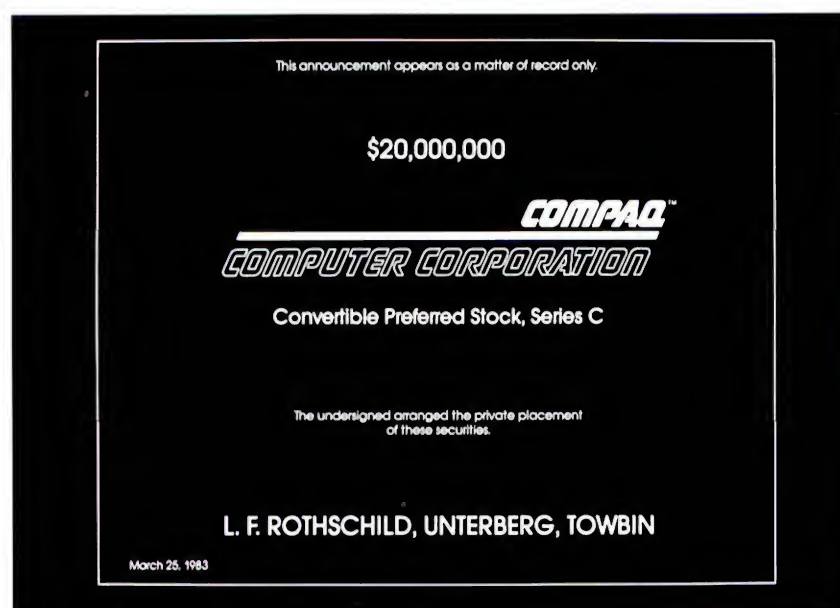 This announcement appears as a matter of record only.
$20,000,000
COMPAQ™
COMPUTER CORPORATION
Convertible Preferred Stock, Series C
The undersigned arranged the private placement
of these securities.
L. F. ROTHSCHILD, UNTERBERG, TOWBIN
March 25, 1983